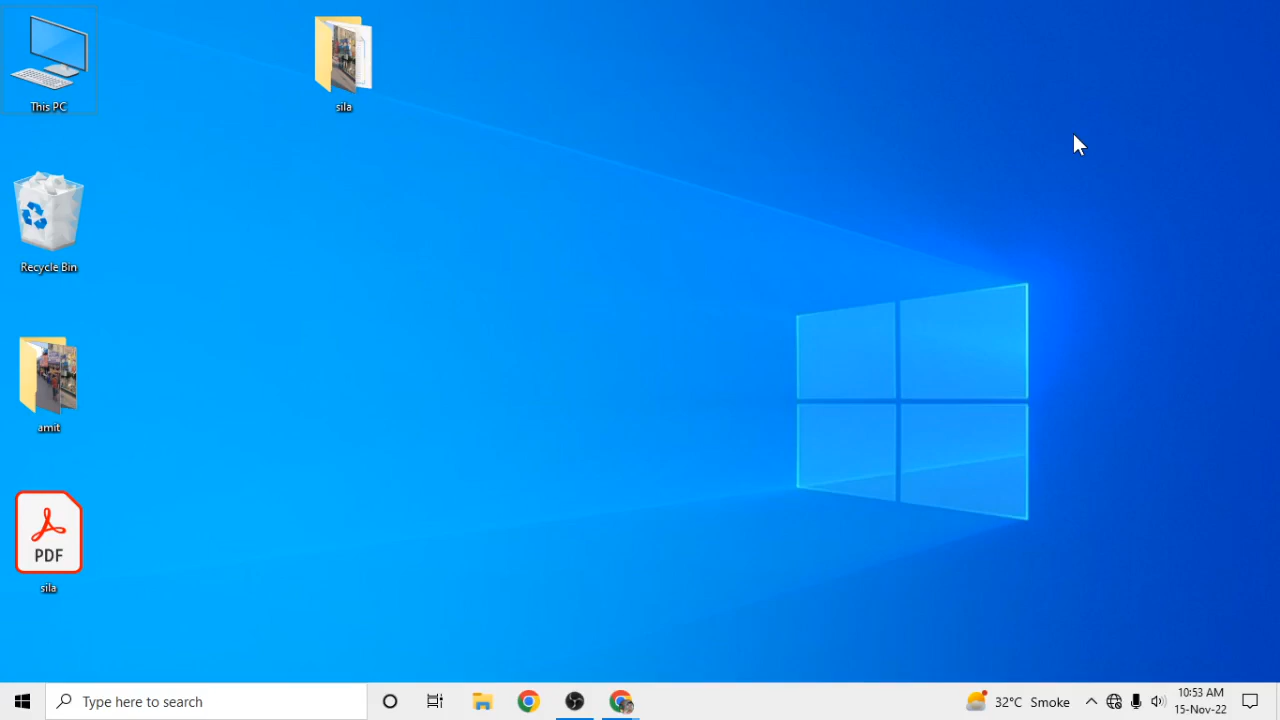 This PC
sila
Recycle Bin
amit
PDF
sila
Type here to search
32°C Smoke
10:53 AM
15-Nov-22